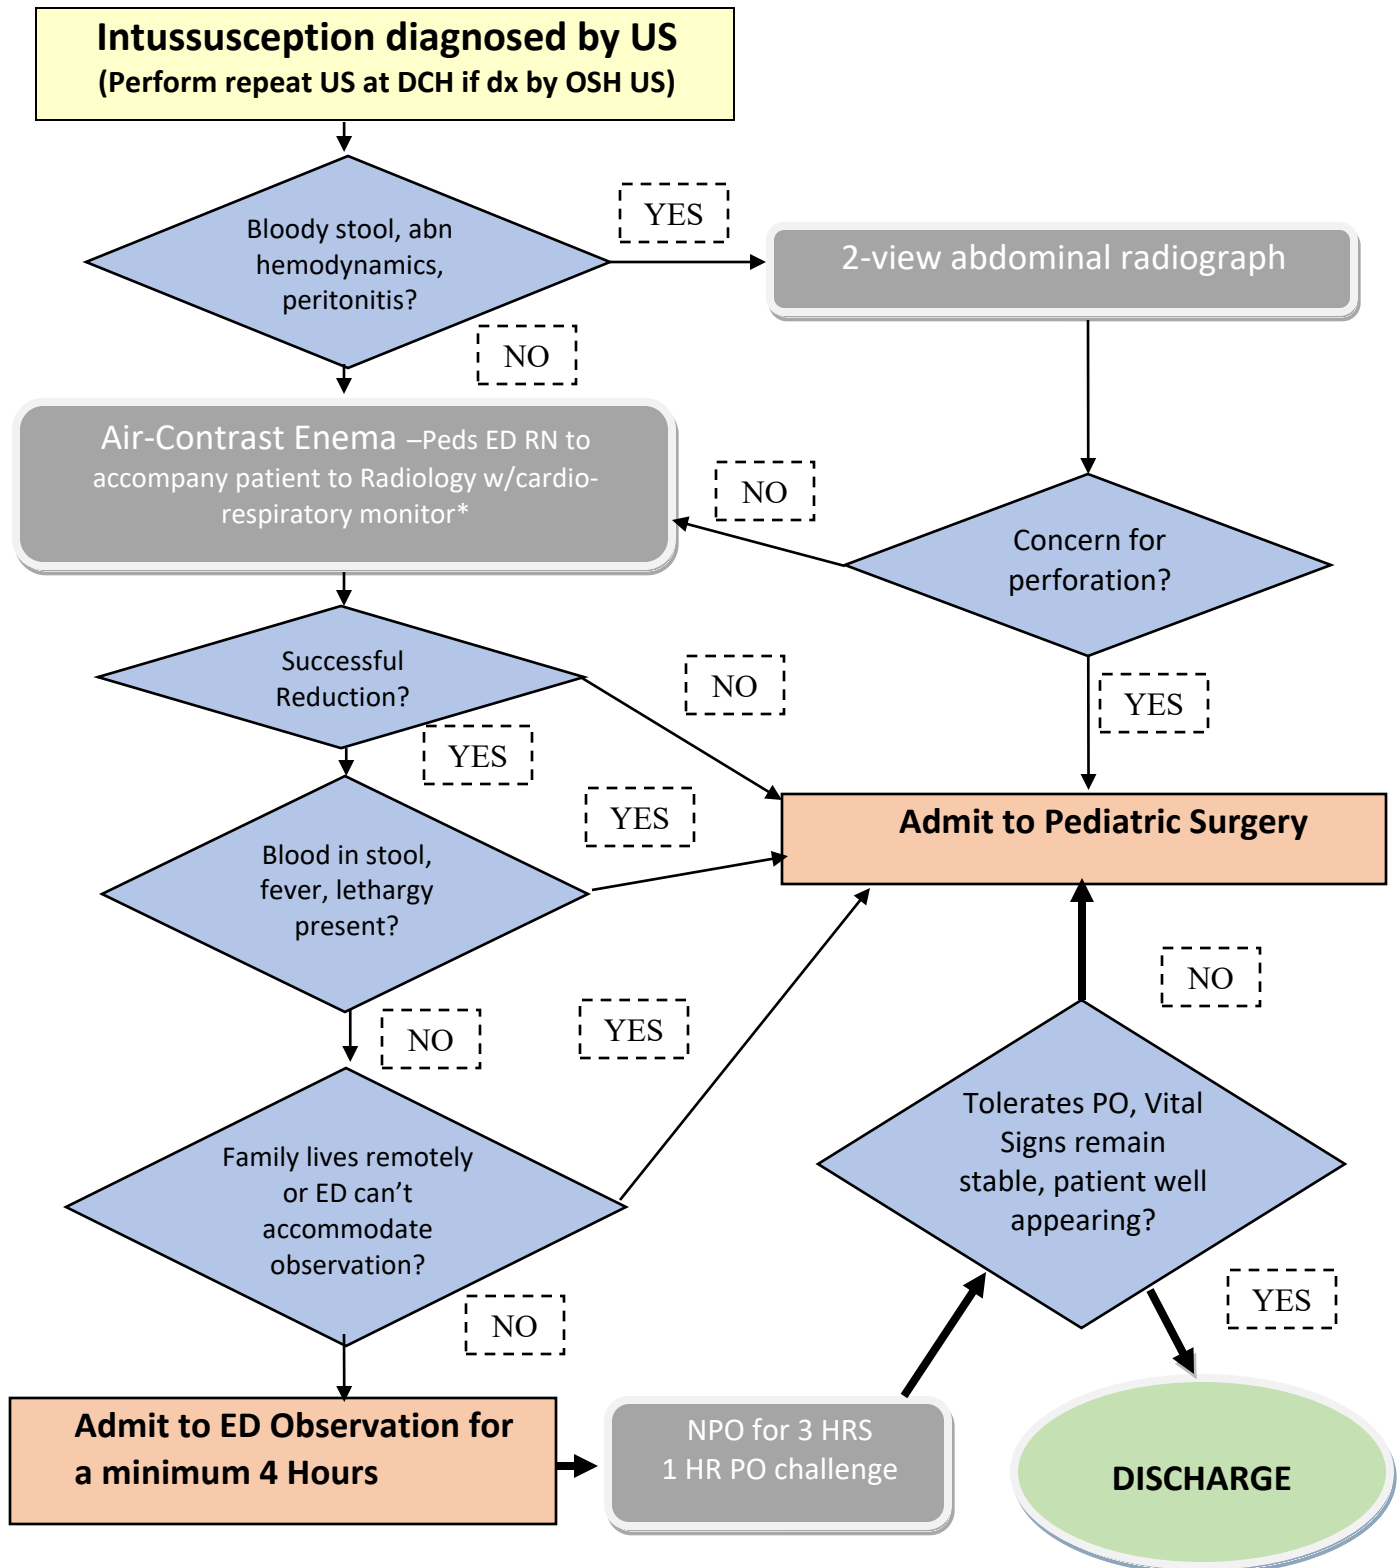 Intussusception diagnosed by US
(Perform repeat US at DCH if dx by OSH US)
Bloody stool, abn
hemodynamics,
peritonitis?
YES
2-view abdominal radiograph
NO
Air-Contrast Enema –Peds ED RN to
accompany patient to Radiology w/cardio-
respiratory monitor*
NO
Concern for
perforation?
Successful
Reduction?
NO
YES
YES
YES
Admit to Pediatric Surgery
Blood in stool,
fever, lethargy
present?
NO
YES
NO
Family lives remotely
or ED can't
accommodate
observation?
Tolerates PO, Vital
Signs remain
stable, patient well
appearing?
NO
YES
Admit to ED Observation for
a minimum 4 Hours
NPO for 3 HRS
1 HR PO challenge
DISCHARGE